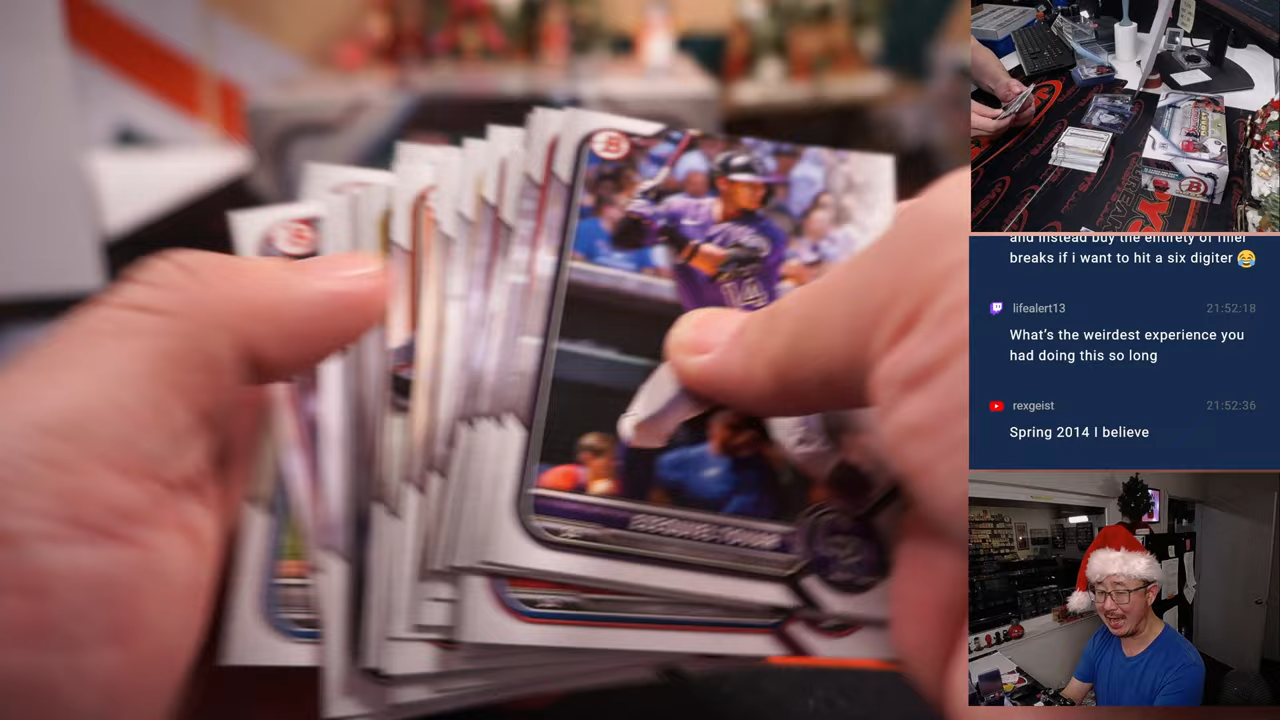 B
14
B
and instead buy the entirety of filler
breaks if i want to hit a six digiter 😂
lifealert13 21:52:18
What's the weirdest experience you
had doing this so long
rexgeist 21:52:36
Spring 2014 I believe